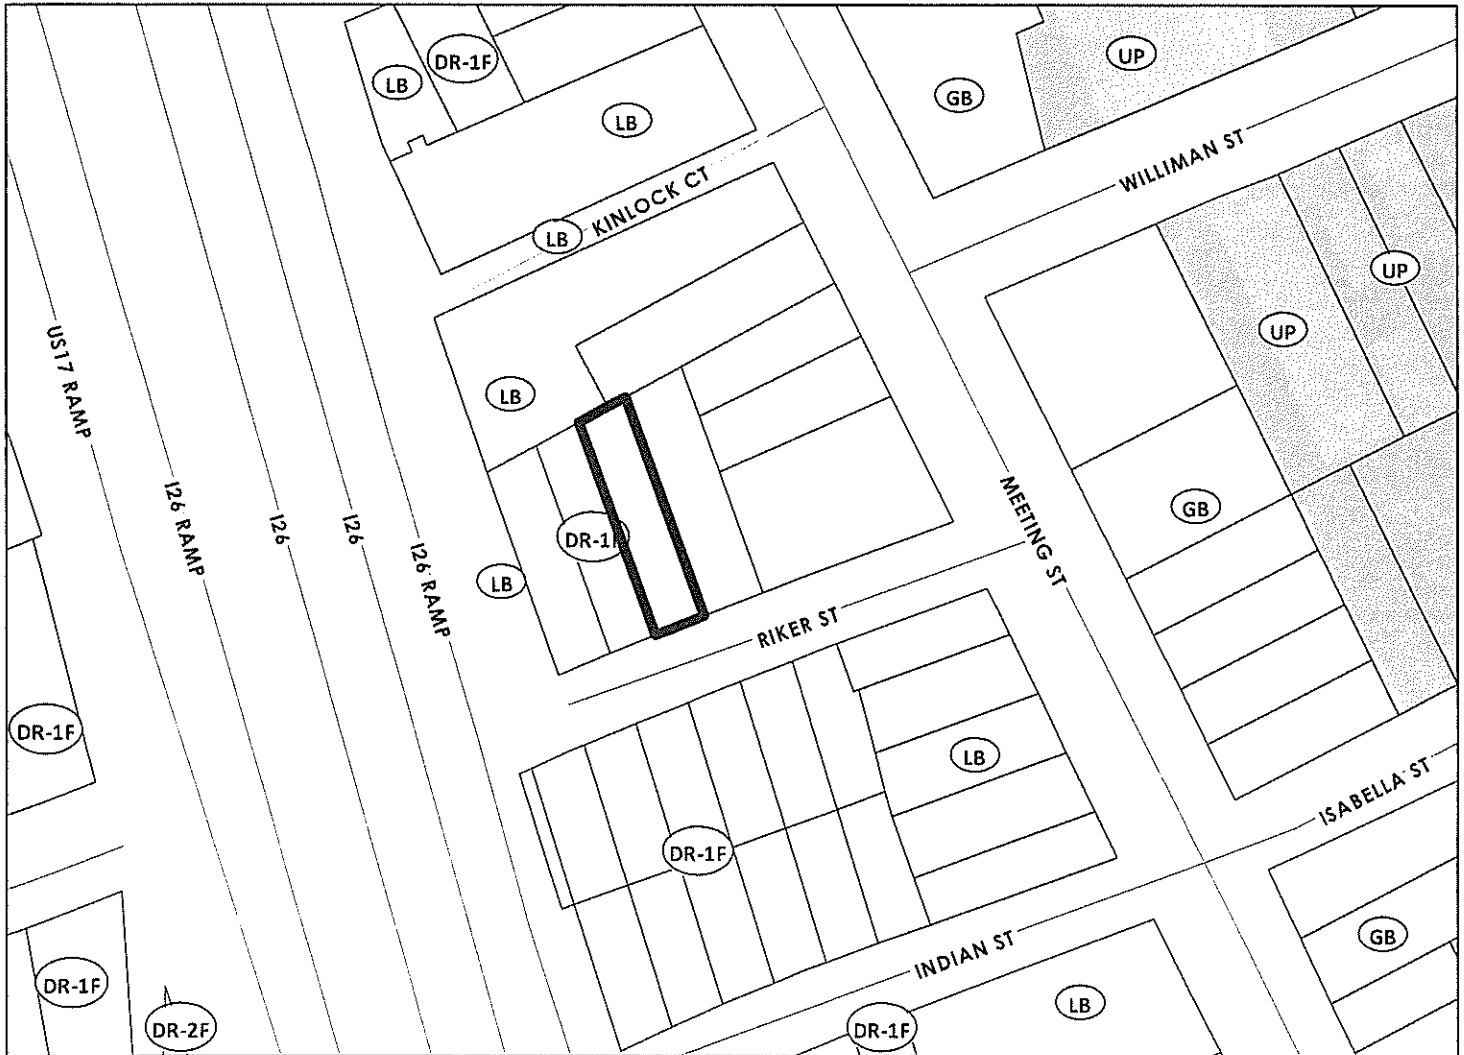 DR-1F
UP
LB
GB
LB
WILLIMAN ST
KINLOCK CT
LB
UP
UP
US17 RAMP
LB
I26 RAMP
I26
I26
I26 RAMP
MEETING ST
GB
DR-1F
LB
RIKER ST
DR-1F
LB
ISABELLA ST
DR-1F
GB
INDIAN ST
DR-1F
LB
DR-2F
DR-1F